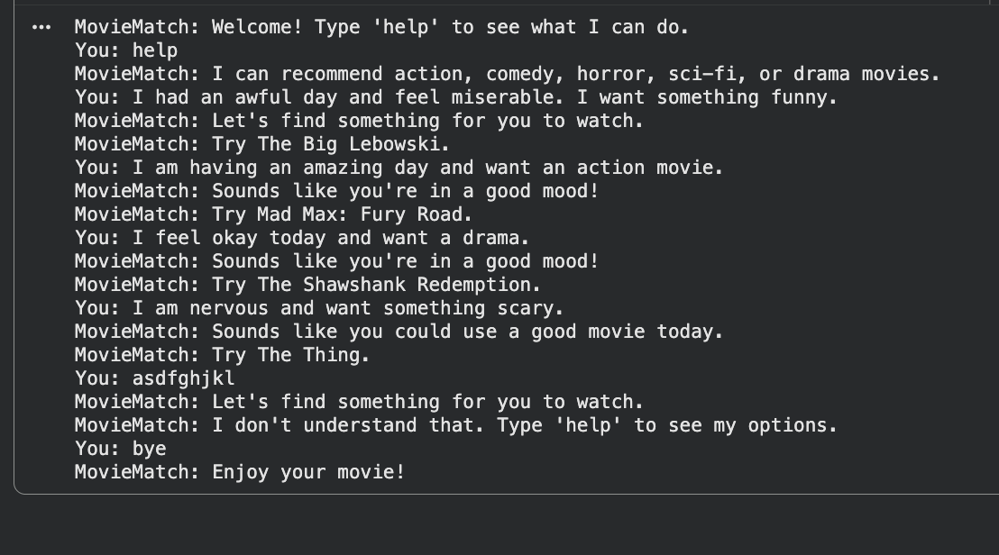 MovieMatch: Welcome! Type 'help' to see what I can do.
You: help
MovieMatch: I can recommend action, comedy, horror, sci-fi, or drama movies.
You: I had an awful day and feel miserable. I want something funny.
MovieMatch: Let's find something for you to watch.
MovieMatch: Try The Big Lebowski.
You: I am having an amazing day and want an action movie.
MovieMatch: Sounds like you're in a good mood!
MovieMatch: Try Mad Max: Fury Road.
You: I feel okay today and want a drama.
MovieMatch: Sounds like you're in a good mood!
MovieMatch: Try The Shawshank Redemption.
You: I am nervous and want something scary.
MovieMatch: Sounds like you could use a good movie today.
MovieMatch: Try The Thing.
You: asdfghjkl
MovieMatch: Let's find something for you to watch.
MovieMatch: I don't understand that. Type 'help' to see my options.
You: bye
MovieMatch: Enjoy your movie!